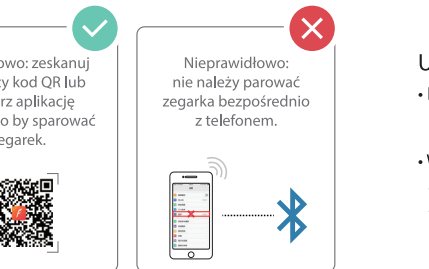 owo: zeskanuj
y kod QR lub
rz aplikację
o by sparować
egarek.
Nieprawidłowo:
nie należy parować
zegarka bezpośrednio
z telefonem.
U